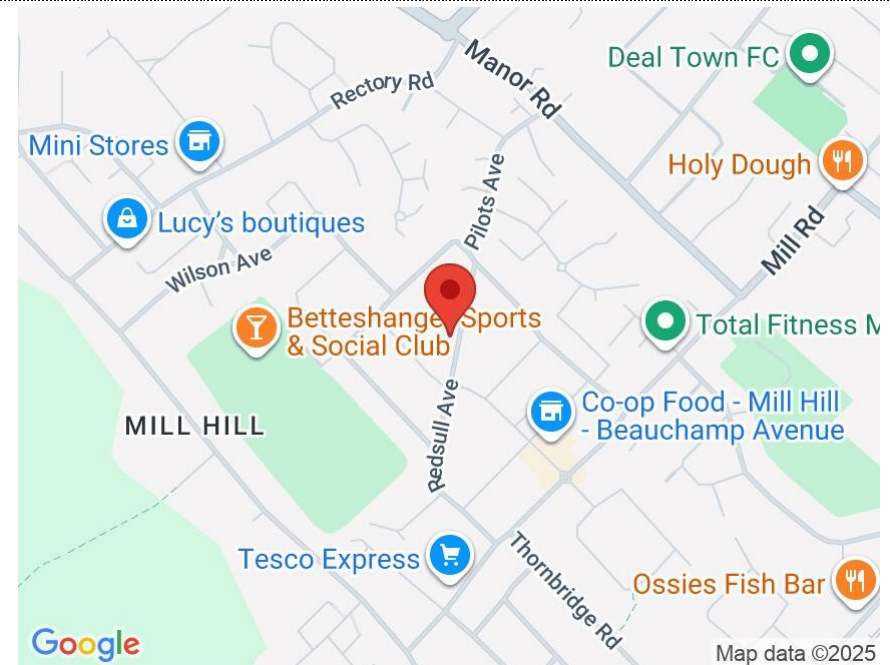 Manor Rd
Deal Town FC
Rectory Rd
Mini Stores
Holy Dough
Pilots Ave
Lucy's boutiques
Mill Rd
Wilson Ave
Betteshanger Sports
& Social Club
Total Fitness M
Redsull Ave
Co-op Food - Mill Hill
- Beauchamp Avenue
MILL HILL
Tesco Express
Thornbridge Rd
Ossies Fish Bar
Google
Map data ©2025